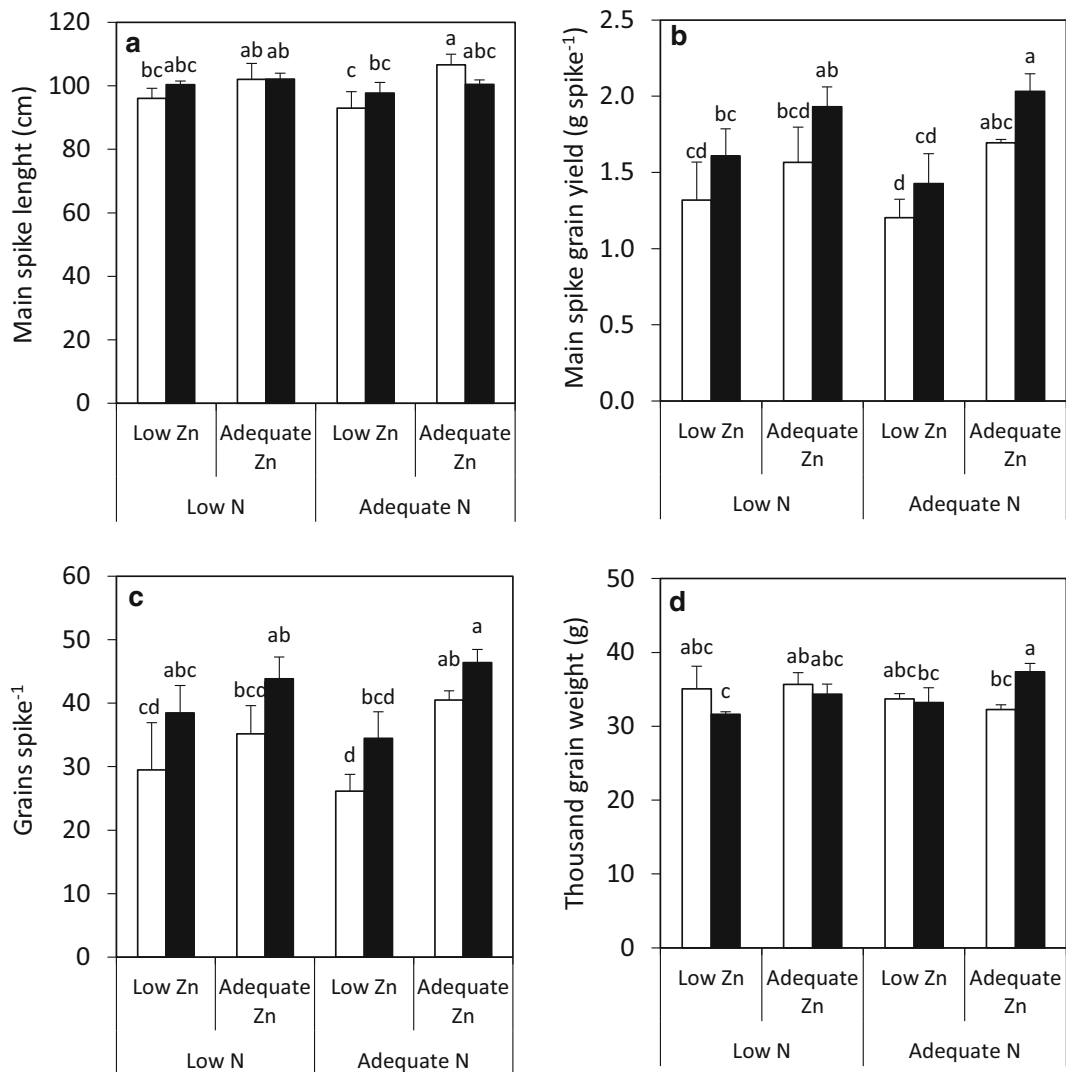 a
Main spike lenght (cm)
120
100
80
60
40
20
0
bc abc ab ab c bc a abc
Low Zn Adequate Zn Low Zn Adequate Zn
Low N Adequate N
b
Main spike grain yield (g spike-1)
2.5
2.0
1.5
1.0
0.5
0.0
cd bc bcd ab d cd abc a
Low Zn Adequate Zn Low Zn Adequate Zn
Low N Adequate N
c
Grains spike-1
60
50
40
30
20
10
0
cd abc bcd ab d bcd ab a
Low Zn Adequate Zn Low Zn Adequate Zn
Low N Adequate N
d
Thousand grain weight (g)
50
40
30
20
10
0
abc c ab abc abc bc bc a
Low Zn Adequate Zn Low Zn Adequate Zn
Low N Adequate N